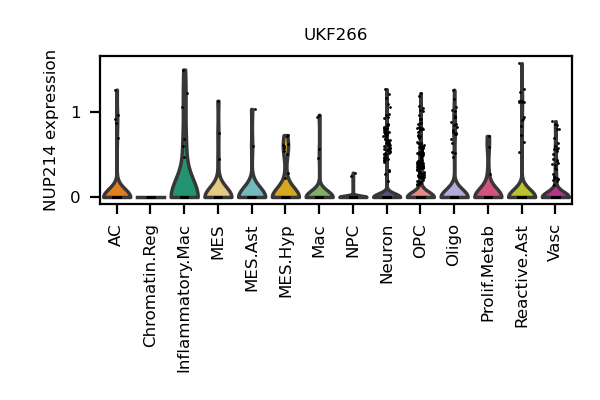 UKF266
NUP214 expression
1
0
AC
Chromatin.Reg
Inflammatory.Mac
MES
MES.Ast
MES.Hyp
Mac
NPC
Neuron
OPC
Oligo
Prolif.Metab
Reactive.Ast
Vasc